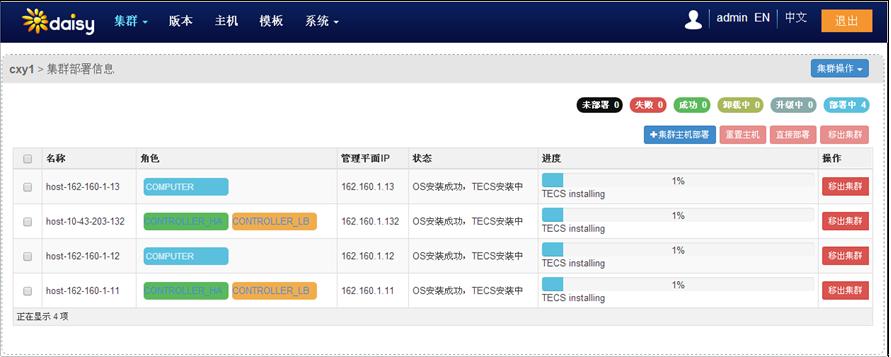 daisy 集群 版本 主机 模板 系统 admin EN 中文 退出
cxy1 > 集群部署信息 集群操作
未部署 0 失败 0 成功 0 卸载中 0 升级中 0 部署中 4
+集群主机部署 重置主机 直接部署 移出集群
名称 角色 管理平面IP 状态 进度 操作
host-162-160-1-13 COMPUTER 162.160.1.13 OS安装成功，TECS安装中 1% 移出集群
TECS installing
host-10-43-203-132 CONTROLLER_HA CONTROLLER_LB 162.160.1.132 OS安装成功，TECS安装中 1% 移出集群
TECS installing
host-162-160-1-12 COMPUTER 162.160.1.12 OS安装成功，TECS安装中 1% 移出集群
TECS installing
host-162-160-1-11 CONTROLLER_HA CONTROLLER_LB 162.160.1.11 OS安装成功，TECS安装中 1% 移出集群
TECS installing
正在显示 4 项